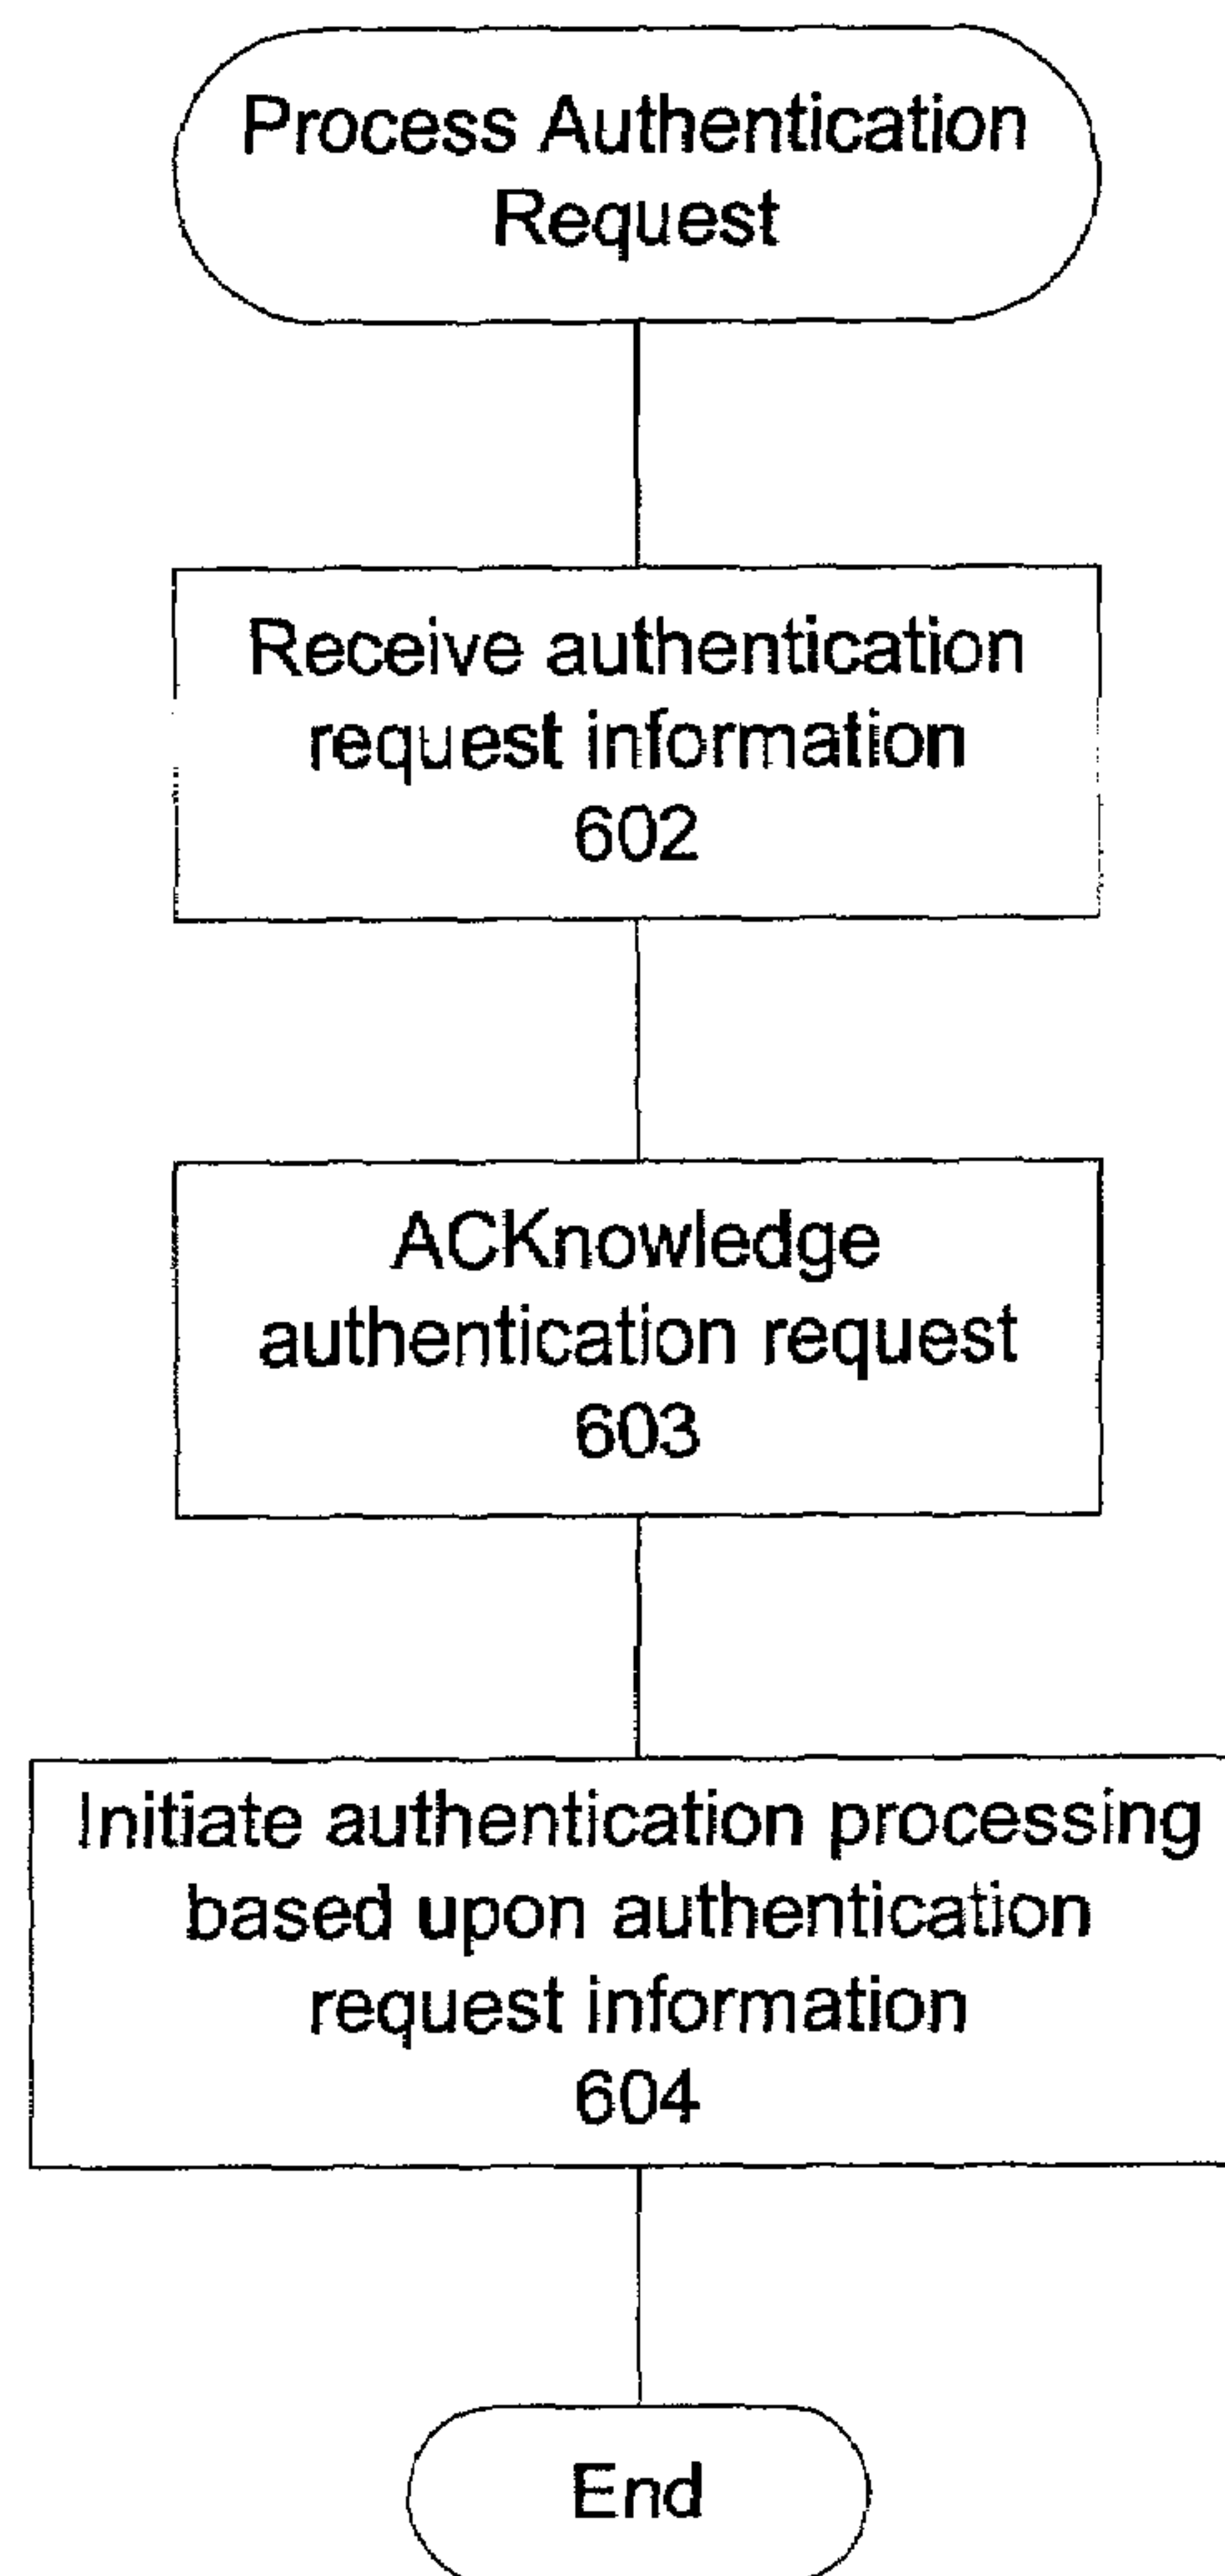 Process Authentication
Request
Receive authentication
request information
602
ACKnowledge
authentication request
603
Initiate authentication processing
based upon authentication
request information
604
End